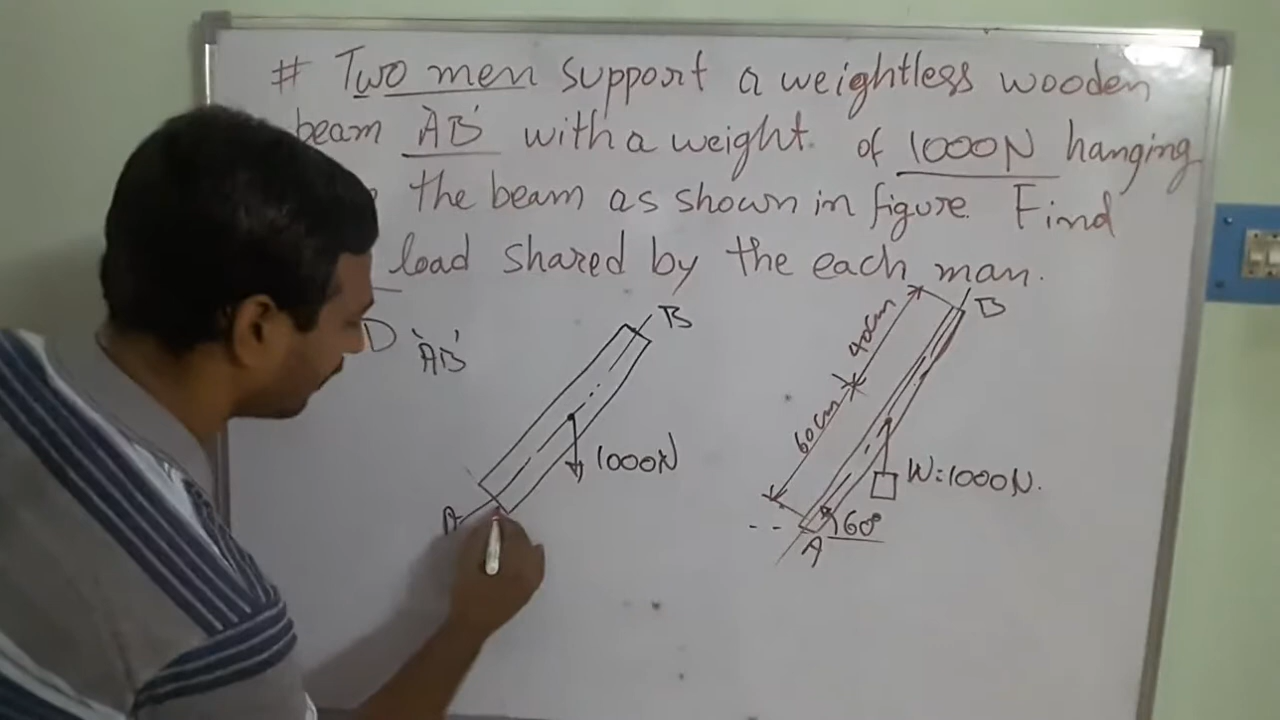 # Two men support a weightless wooden
beam `AB' with a weight of 1000N hanging
the beam as shown in figure. Find
load shared by the each man.
D `AB'
B
1000N
A
B
40cm
60cm
W=1000N.
60°
A